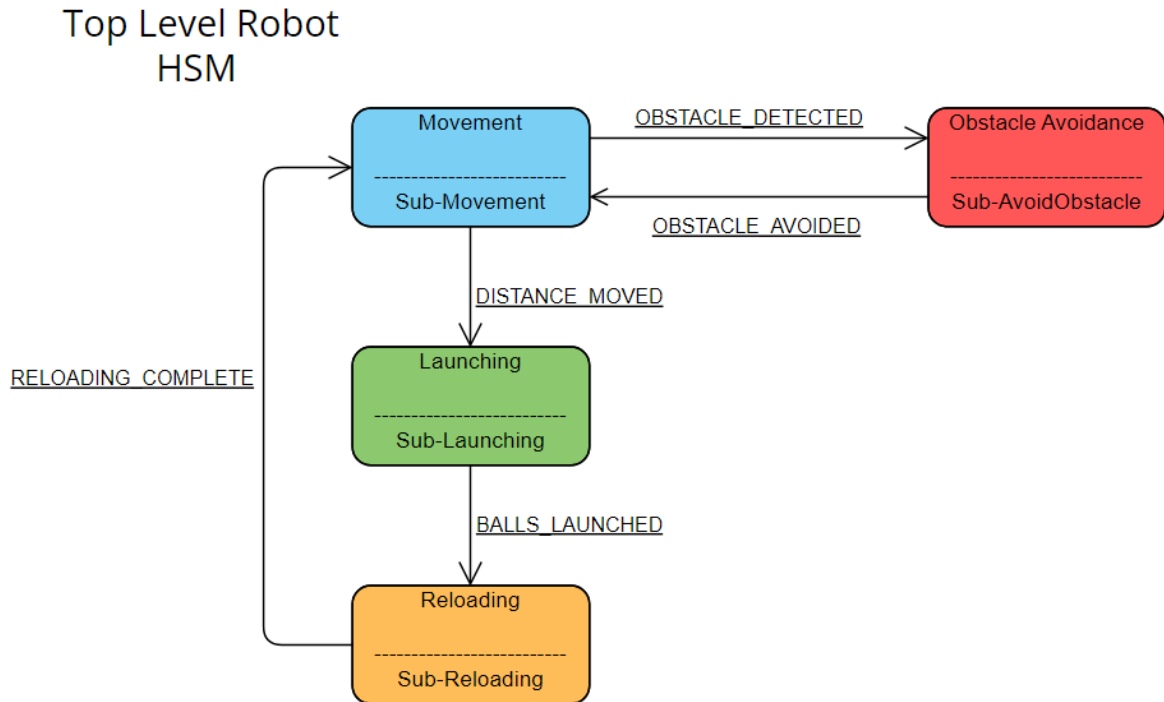 Top Level Robot
HSM
Movement
--------------------------
Sub-Movement
OBSTACLE_DETECTED
OBSTACLE_AVOIDED
Obstacle Avoidance
--------------------------
Sub-AvoidObstacle
DISTANCE_MOVED
Launching
--------------------------
Sub-Launching
RELOADING_COMPLETE
BALLS_LAUNCHED
Reloading
--------------------------
Sub-Reloading